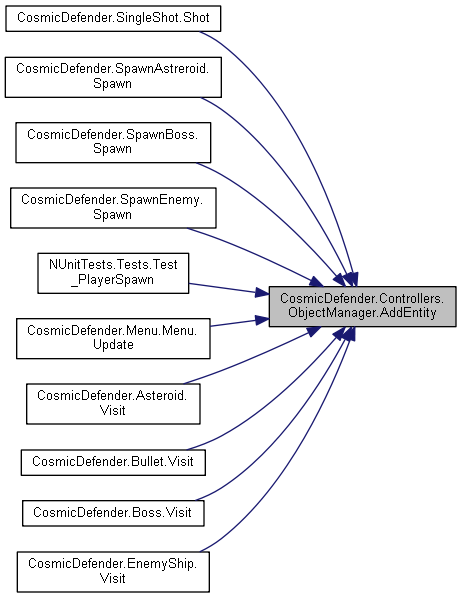 CosmicDefender.SingleShot.Shot
CosmicDefender.SpawnAstreroid.
Spawn
CosmicDefender.SpawnBoss.
Spawn
CosmicDefender.SpawnEnemy.
Spawn
NUnitTests.Tests.Test
_PlayerSpawn
CosmicDefender.Controllers.
ObjectManager.AddEntity
CosmicDefender.Menu.Menu.
Update
CosmicDefender.Asteroid.
Visit
CosmicDefender.Bullet.Visit
CosmicDefender.Boss.Visit
CosmicDefender.EnemyShip.
Visit